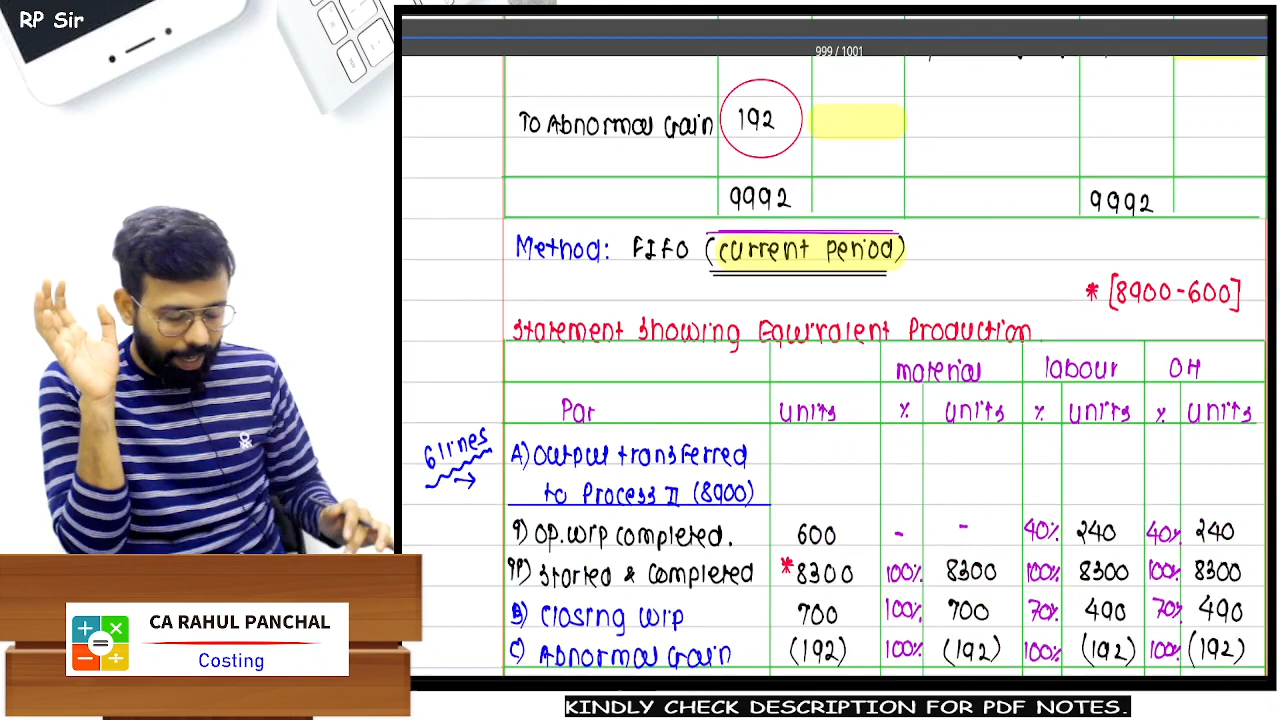 RP Sir
999 / 1001
To Abnormal Gain 192
9992 9992
Method: FIFO (current period)
* [8900-600]
Statement Showing Equivalent Production.
material labour OH
Par units % units % units % units
6 lines
A) Output transferred
to Process II (8900)
i) Op. WIP completed. 600 - - 40% 240 40% 240
ii) Started & Completed *8300 100% 8300 100% 8300 100% 8300
B) Closing WIP 700 100% 700 70% 490 70% 490
C) Abnormal Gain (192) 100% (192) 100% (192) 100% (192)
CA RAHUL PANCHAL
Costing
KINDLY CHECK DESCRIPTION FOR PDF NOTES.